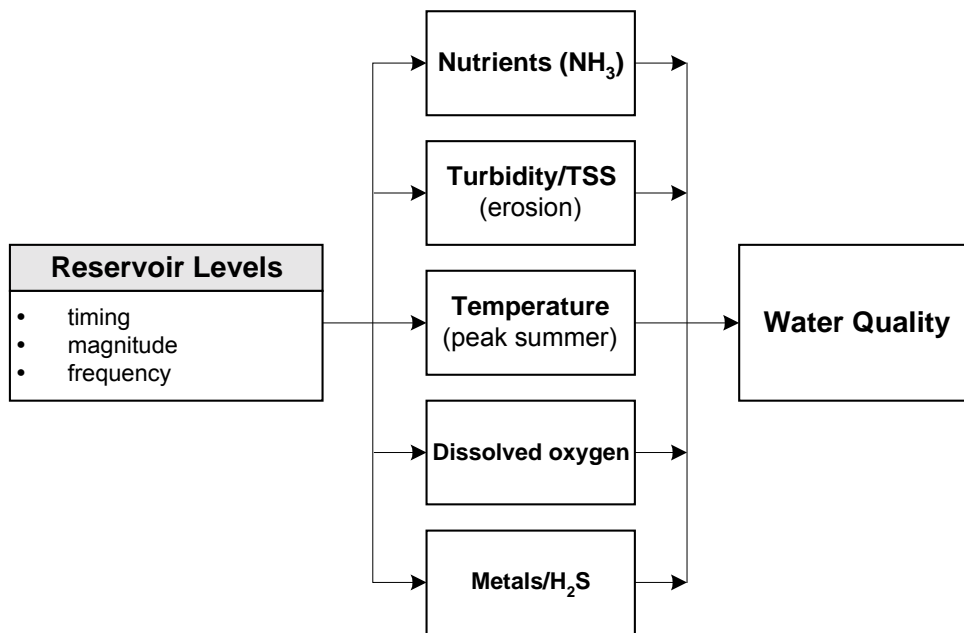 Reservoir Levels
• timing
• magnitude
• frequency
Nutrients (NH₃)
Turbidity/TSS
(erosion)
Temperature
(peak summer)
Dissolved oxygen
Metals/H₂S
Water Quality